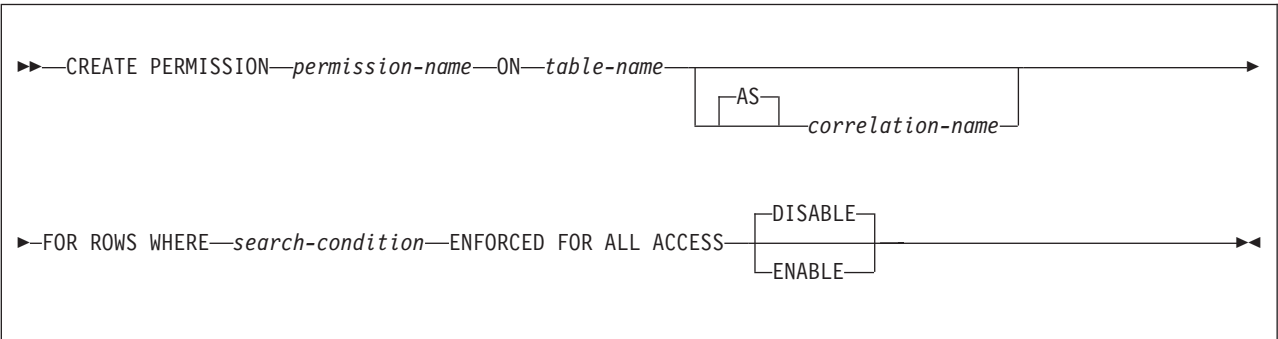 CREATE PERMISSION permission-name ON table-name
AS
correlation-name
FOR ROWS WHERE search-condition ENFORCED FOR ALL ACCESS
DISABLE
ENABLE